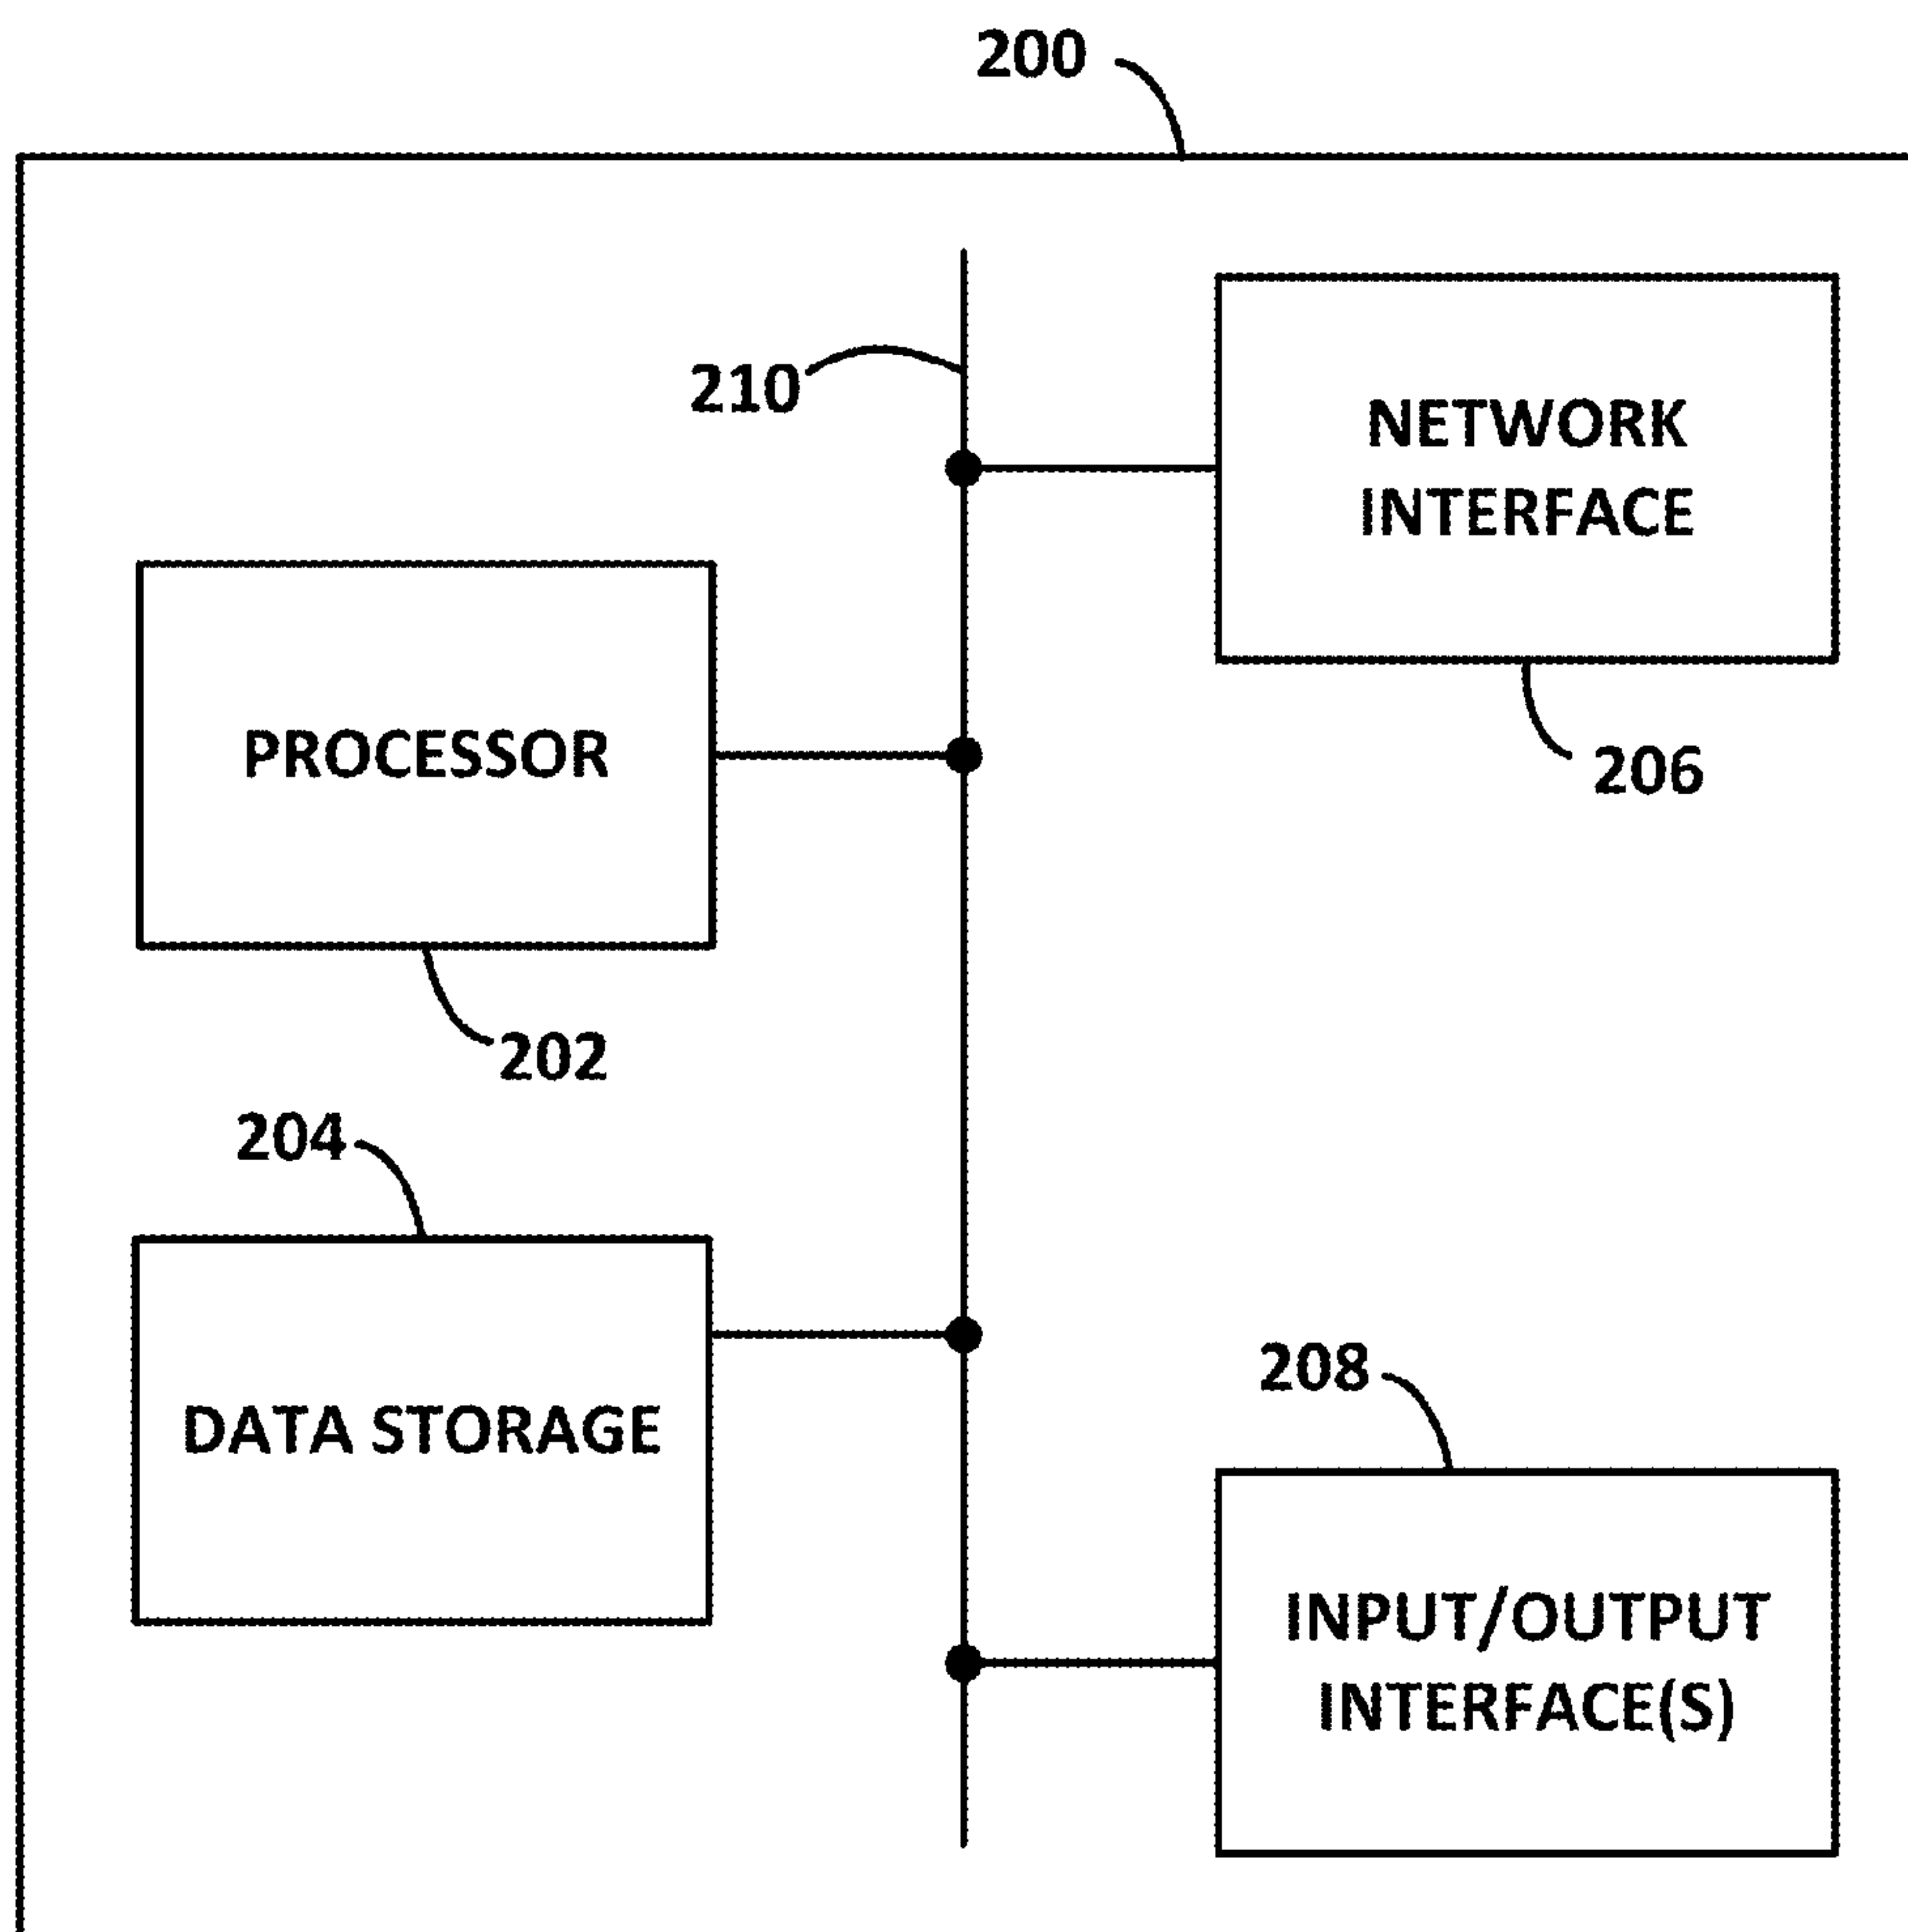 200
210
NETWORK
INTERFACE
PROCESSOR
206
202
204
208
DATA STORAGE
INPUT/OUTPUT
INTERFACE(S)